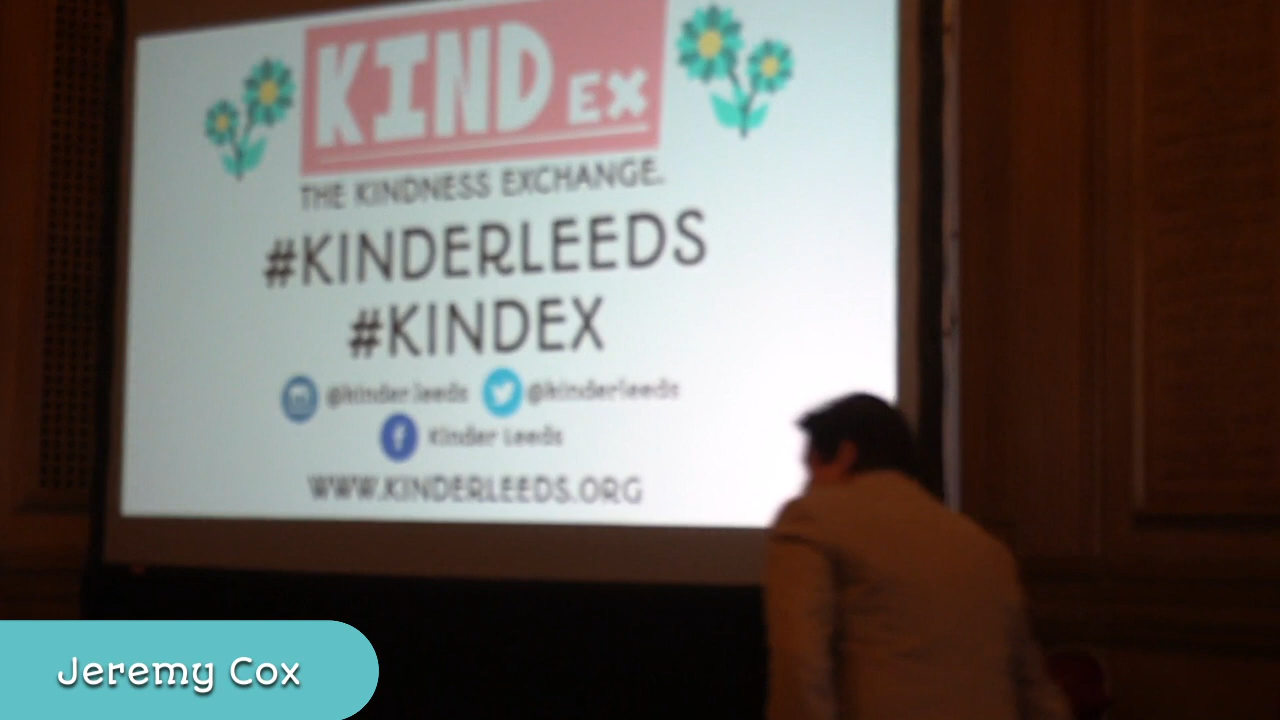 KIND EX
THE KINDNESS EXCHANGE.
#KINDERLEEDS
#KINDEX
@kinder.leeds @kinderleeds
Kinder Leeds
WWW.KINDERLEEDS.ORG
Jeremy Cox